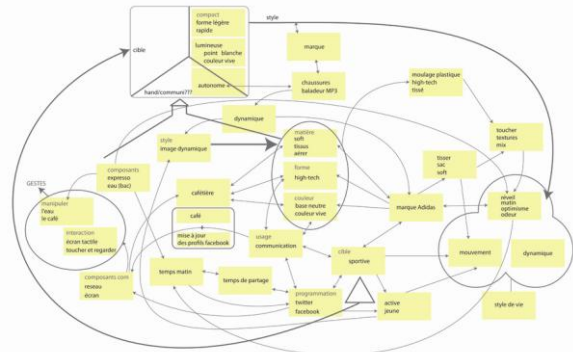 compact
forme légère
rapide
style
lumineuse
point blanche
couleur vive
cible
autonome
hand/communs???
marque
chaussures
baladeur MP3
moulage plastique
high-tech
tissé
dynamique
style
image dynamique
matière
soft
tissus
aimer
toucher
textures
mix
composants
expresso
eau (bac)
forme
high-tech
tisser
sac
soft
GESTES
manipuler
l'eau
le café
cafétière
couleur
base neutre
couleur vive
marque Adidas
réveil
matin
optimisme
odeur
café
mise à jour
des profils facebook
interaction
écran tactile
toucher et regarder
usage
communication
cible
sportive
mouvement
dynamique
composants com
reseau
écran
temps matin
temps de partage
programmation
twitter
facebook
active
jeune
style de vie